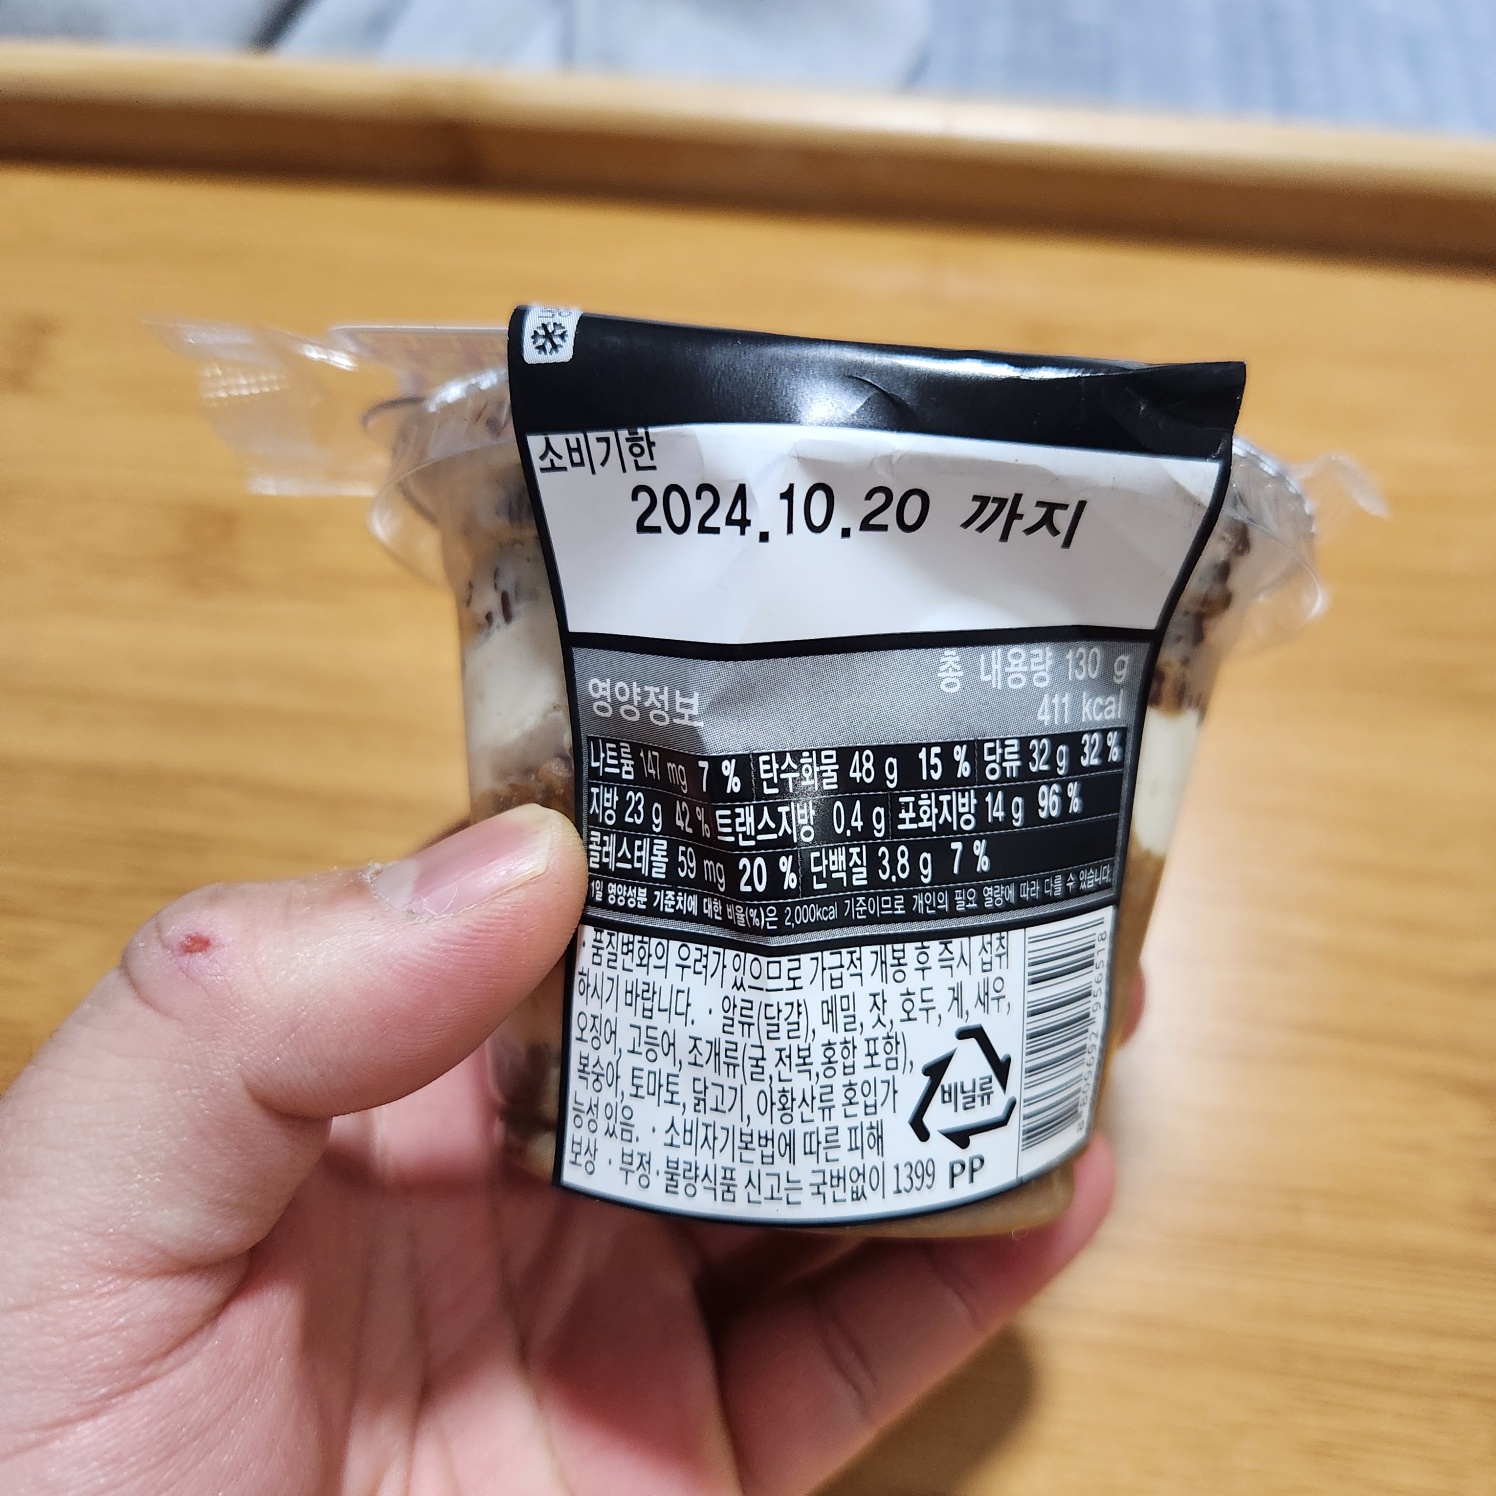 소비기한
2024.10.20 까지
총 내용량 130 g
영양정보
411 kcal
나트륨 147 mg 7 % 탄수화물 48 g 15 % 당류 32 g 32 %
지방 23 g 42 % 트랜스지방 0.4 g 포화지방 14 g 96 %
콜레스테롤 59 mg 20 % 단백질 3.8 g 7 %
1일 영양성분 기준치에 대한 비율(%)은 2,000kcal 기준이므로 개인의 필요 열량에 따라 다를 수 있습니다.
· 품질변화의 우려가 있으므로 가급적 개봉 후 즉시 섭취
하시기 바랍니다. · 알류(달걀), 메밀, 잣, 호두, 게, 새우,
오징어, 고등어, 조개류(굴,전복,홍합 포함),
복숭아, 토마토, 닭고기, 아황산류 혼입가
능성 있음. · 소비자기본법에 따른 피해
보상 · 부정·불량식품 신고는 국번없이 1399
비닐류
PP
8 809692 956518